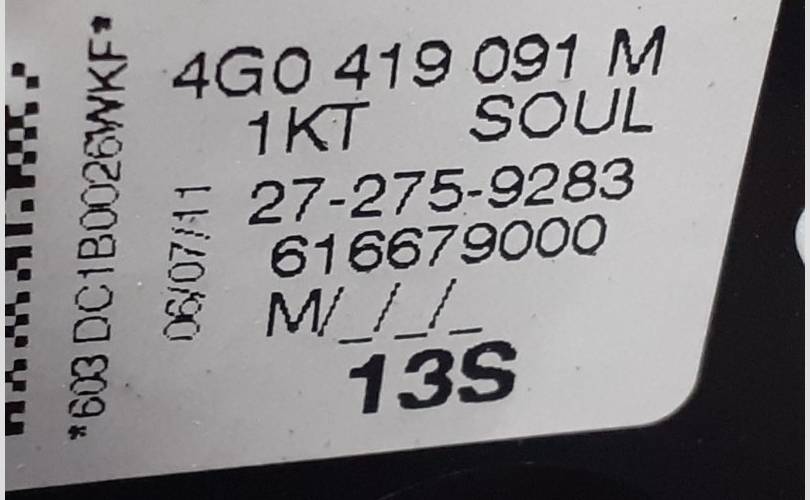 4G0 419 091 M
1KT SOUL
27-275-9283
616679000
M/_/_/_
13S
06/07/11
*603 DC1B0026WKF*